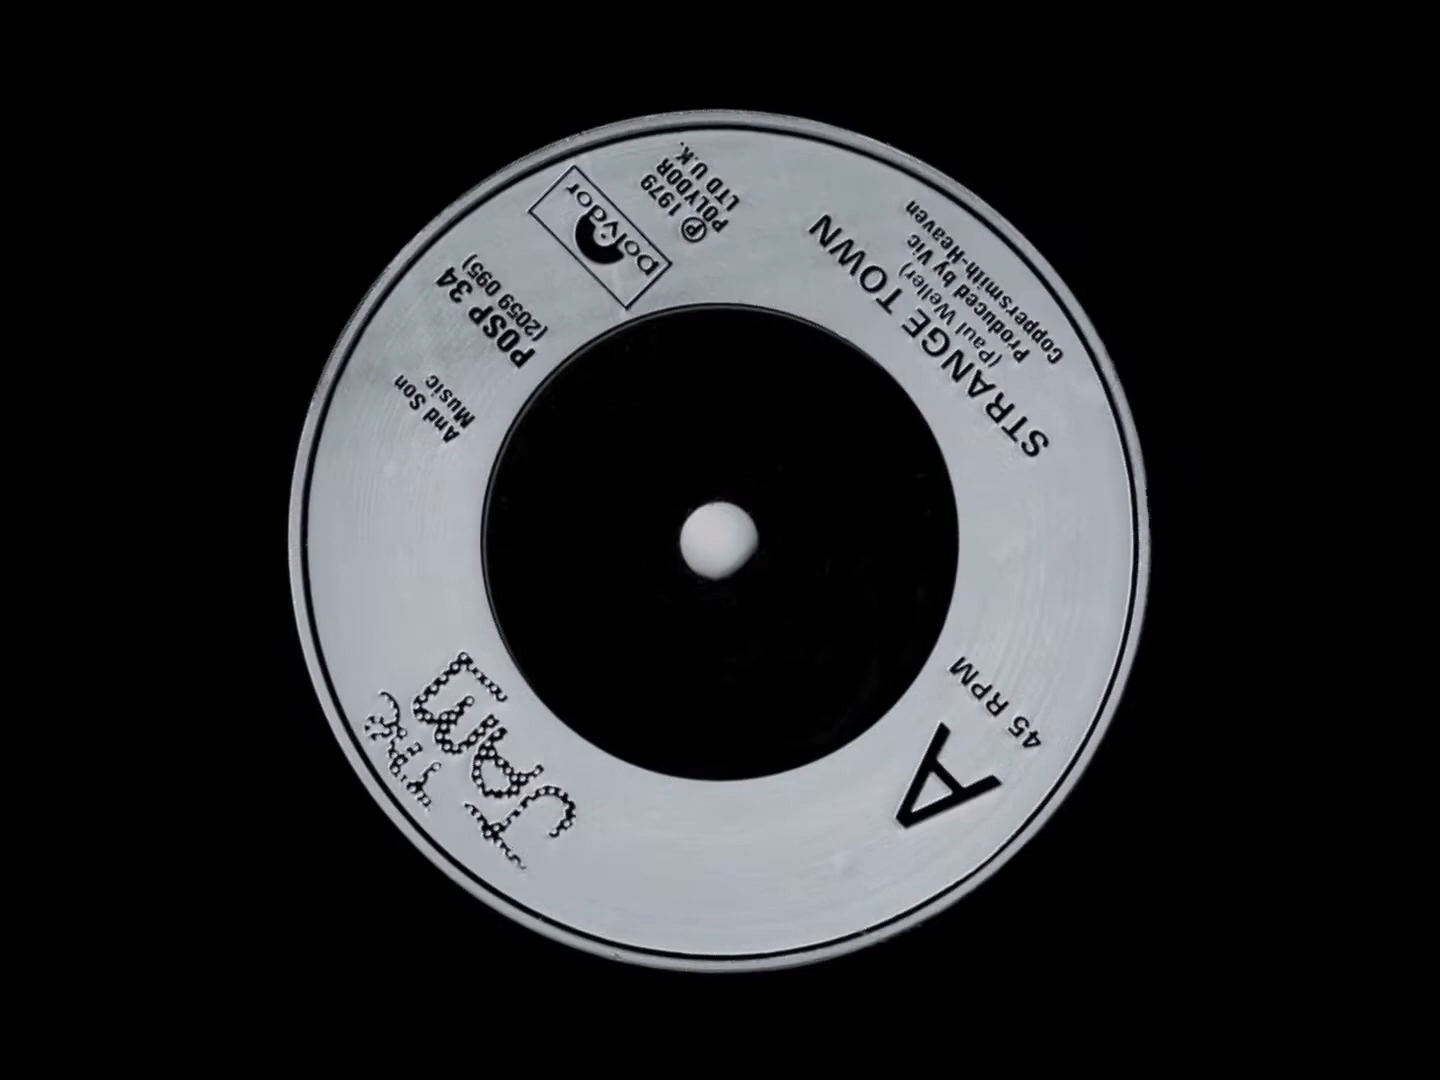 polydor
℗ 1979
POLYDOR
LTD U.K.
POSP 34
(2059 095)
And Son
Music
STRANGE TOWN
(Paul Weller)
Produced by Vic
Coppersmith-Heaven
THE
JAM
A
45 RPM